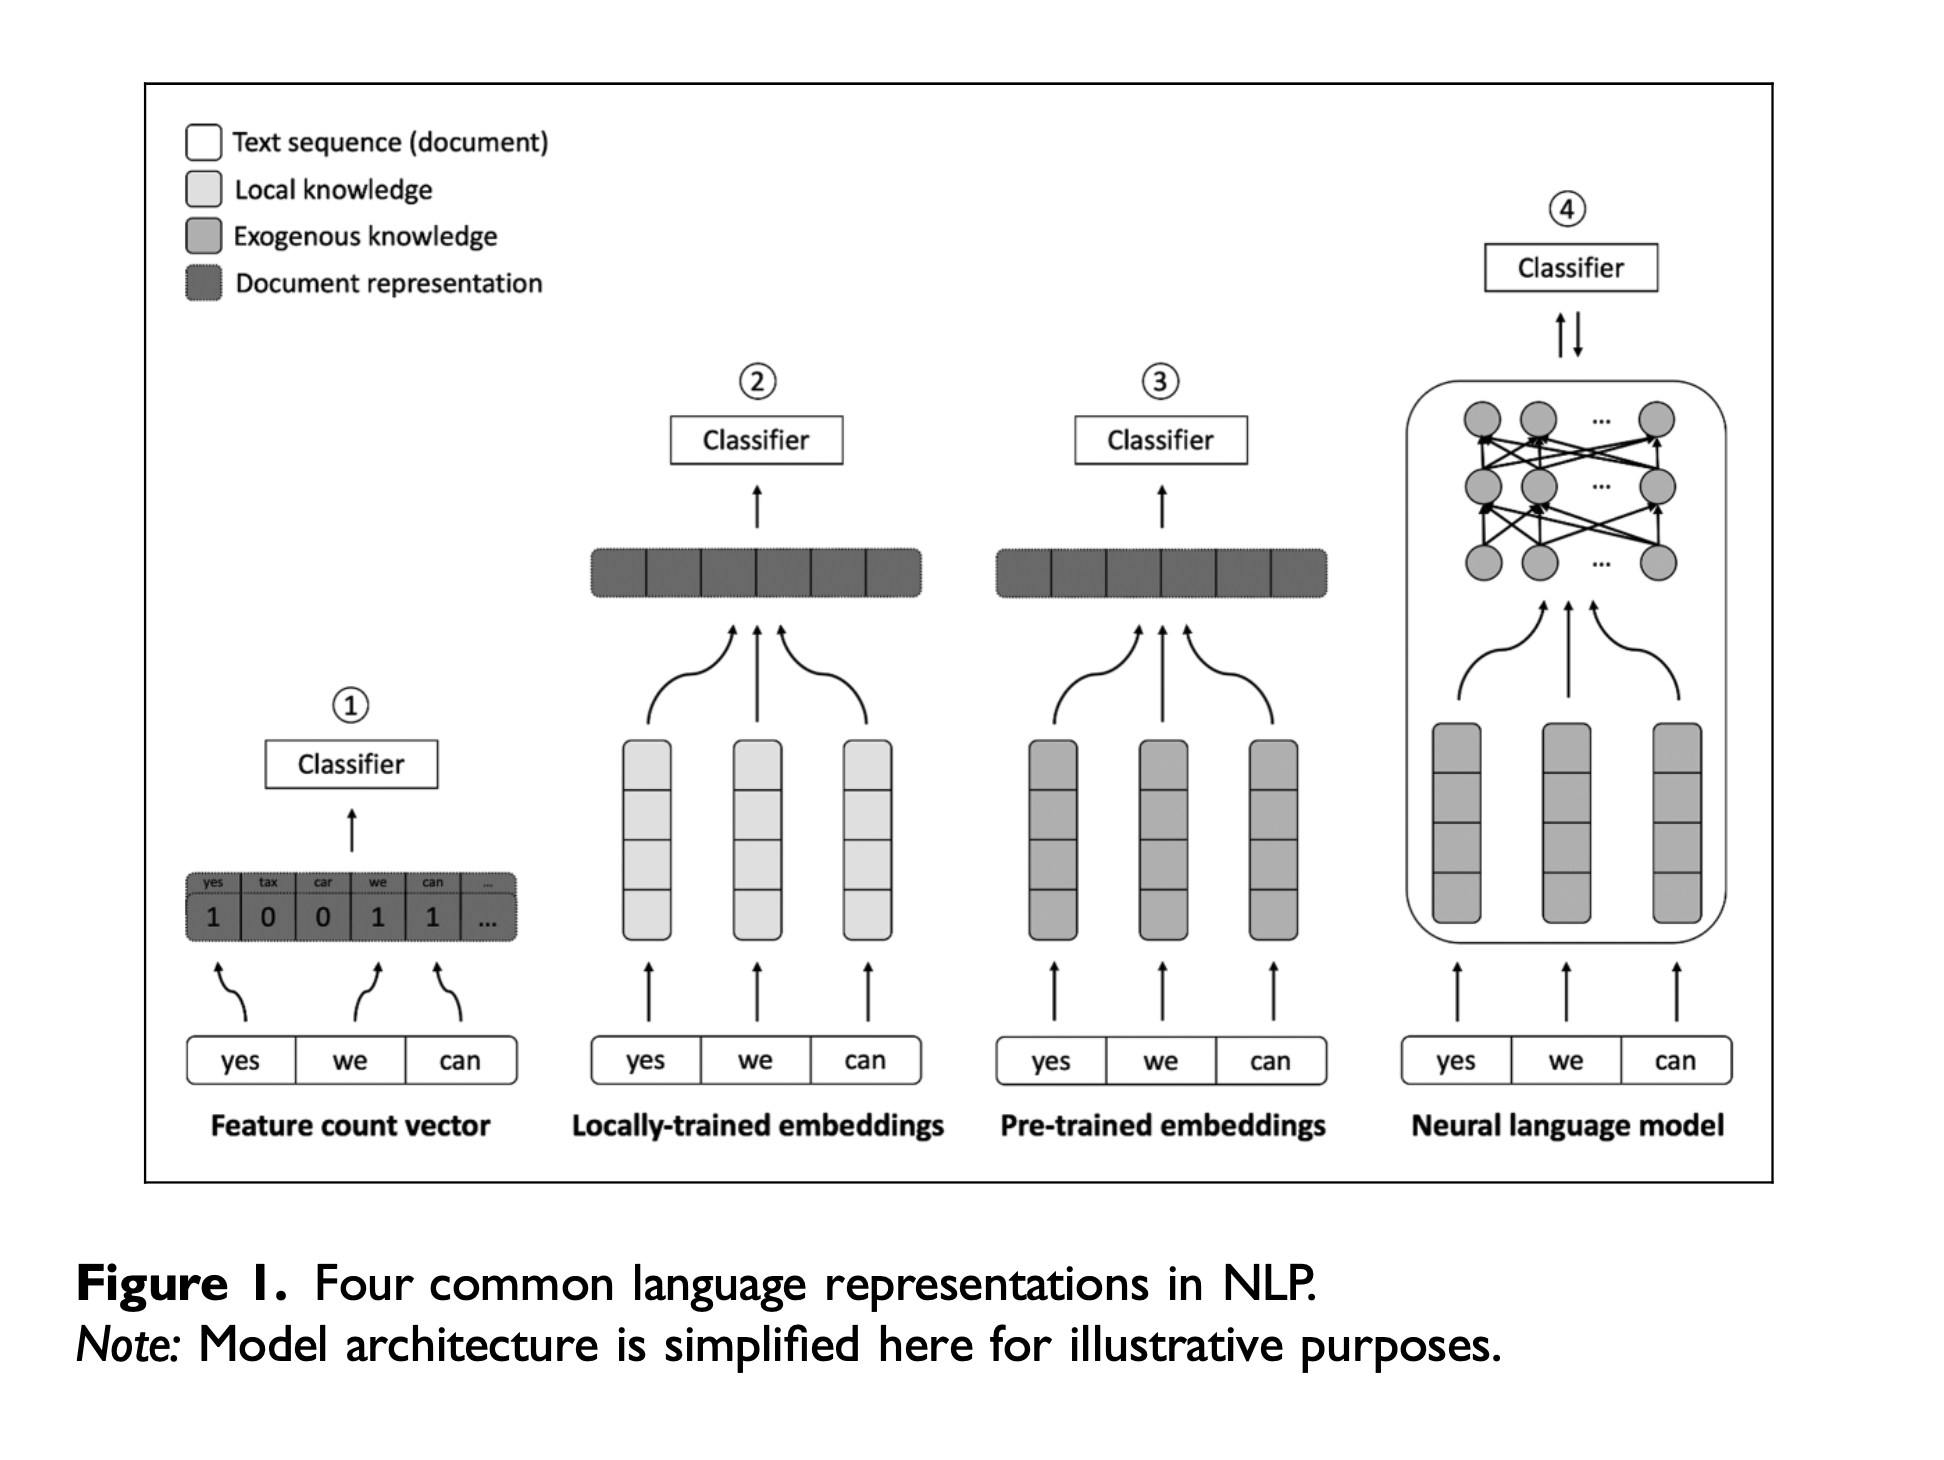 Text sequence (document)
Local knowledge
Exogenous knowledge
Document representation
①
Classifier
yes tax car we can ...
1 0 0 1 1 ...
yes we can
Feature count vector
②
Classifier
yes we can
Locally-trained embeddings
③
Classifier
yes we can
Pre-trained embeddings
④
Classifier
...
...
...
yes we can
Neural language model
Figure 1. Four common language representations in NLP.
Note: Model architecture is simplified here for illustrative purposes.